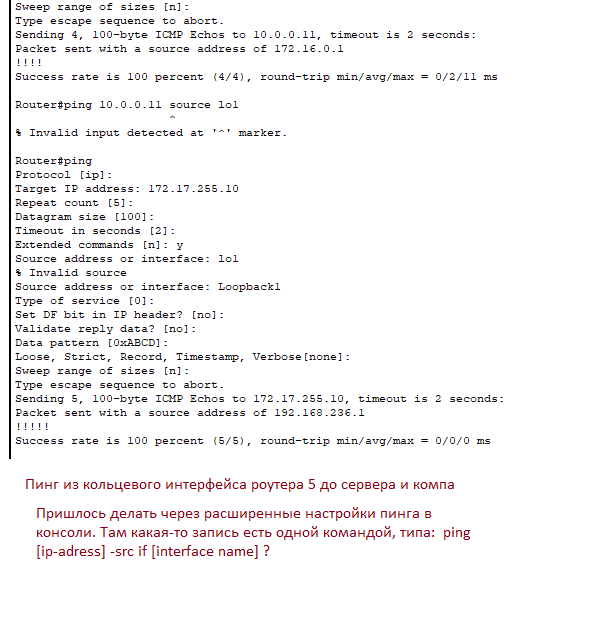 Sweep range of sizes [n]:
Type escape sequence to abort.
Sending 4, 100-byte ICMP Echos to 10.0.0.11, timeout is 2 seconds:
Packet sent with a source address of 172.16.0.1
!!!!
Success rate is 100 percent (4/4), round-trip min/avg/max = 0/2/11 ms
Router#ping 10.0.0.11 source lo1
^
% Invalid input detected at '^' marker.
Router#ping
Protocol [ip]:
Target IP address: 172.17.255.10
Repeat count [5]:
Datagram size [100]:
Timeout in seconds [2]:
Extended commands [n]: y
Source address or interface: lo1
% Invalid source
Source address or interface: Loopback1
Type of service [0]:
Set DF bit in IP header? [no]:
Validate reply data? [no]:
Data pattern [0xABCD]:
Loose, Strict, Record, Timestamp, Verbose[none]:
Sweep range of sizes [n]:
Type escape sequence to abort.
Sending 5, 100-byte ICMP Echos to 172.17.255.10, timeout is 2 seconds:
Packet sent with a source address of 192.168.236.1
!!!!!
Success rate is 100 percent (5/5), round-trip min/avg/max = 0/0/0 ms
Пинг из кольцевого интерфейса роутера 5 до сервера и компа
Пришлось делать через расширенные настройки пинга в
консоли. Там какая-то запись есть одной командой, типа: ping
[ip-adress] -src if [interface name] ?